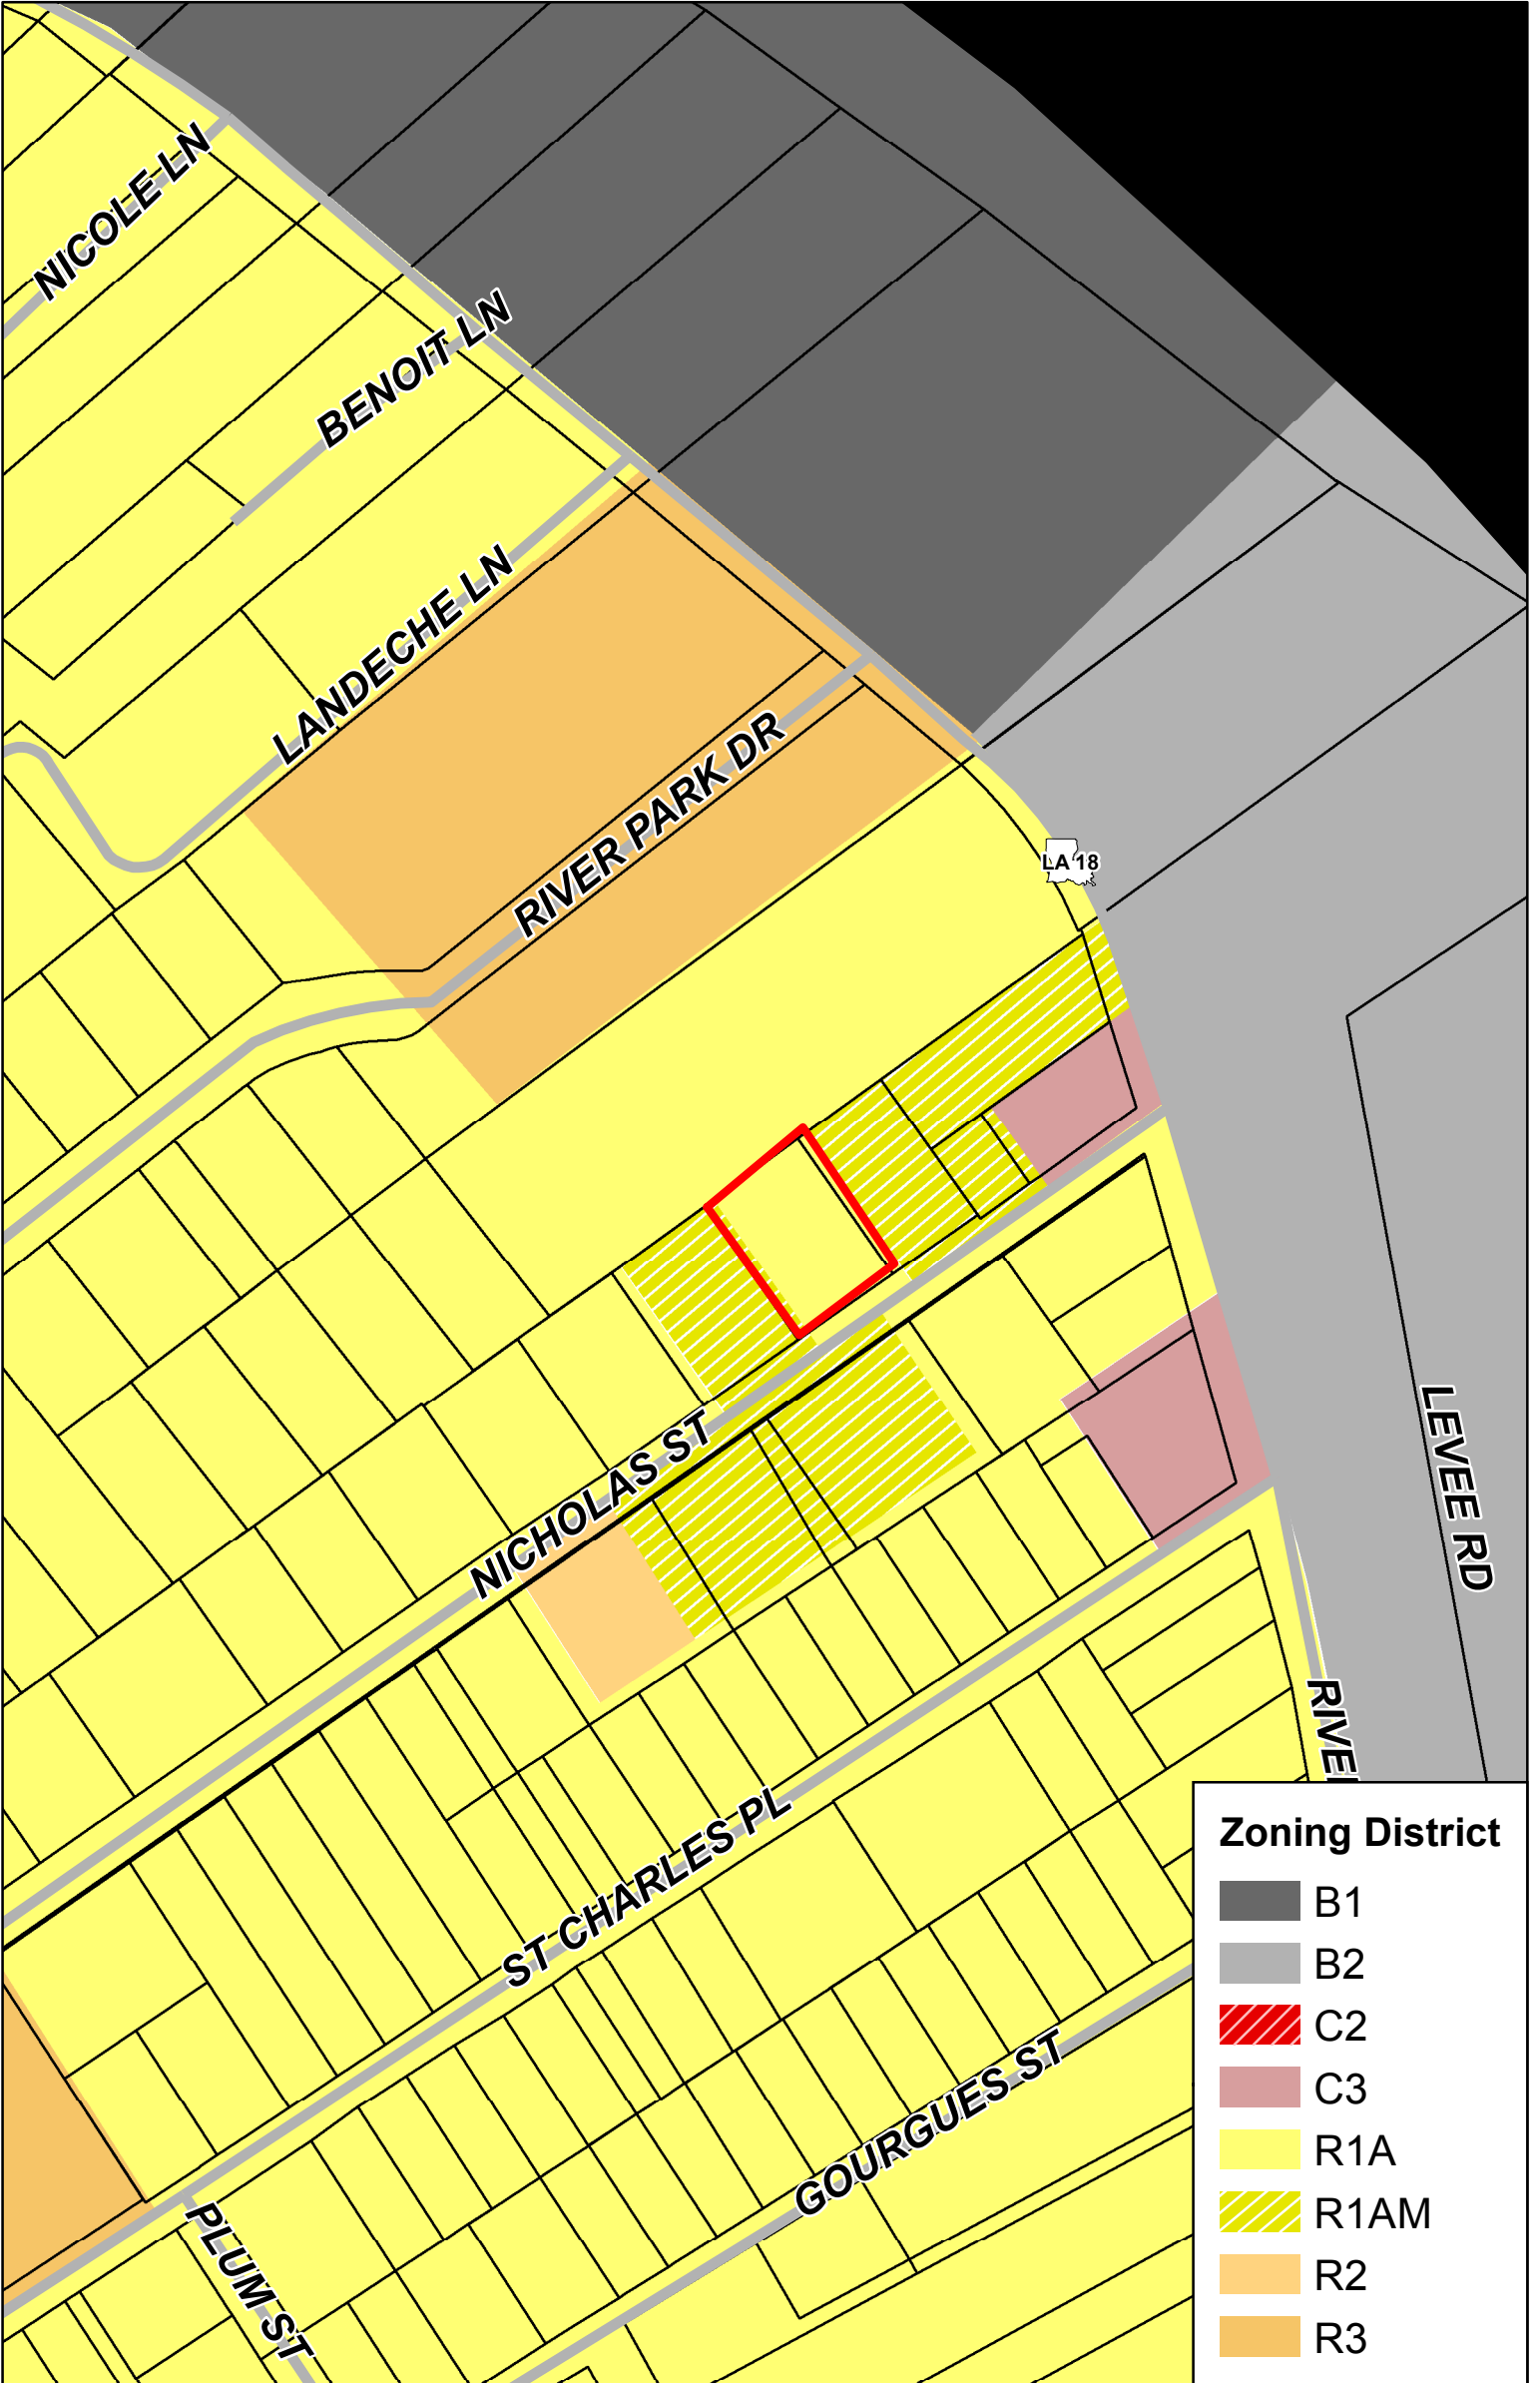 NICOLE LN
BENOIT LN
LANDECHE LN
RIVER PARK DR
LA 18
NICHOLAS ST
LEVEE RD
RIVE
ST CHARLES PL
GOURGUES ST
PLUM ST
Zoning District
B1
B2
C2
C3
R1A
R1AM
R2
R3